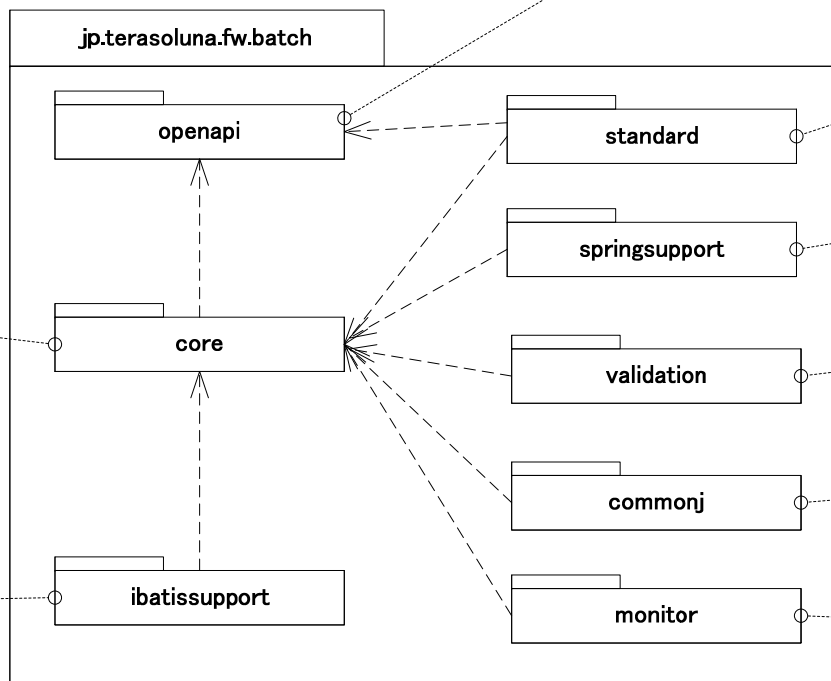 jp.terasoluna.fw.batch
openapi
standard
springsupport
core
validation
commonj
ibatissupport
monitor